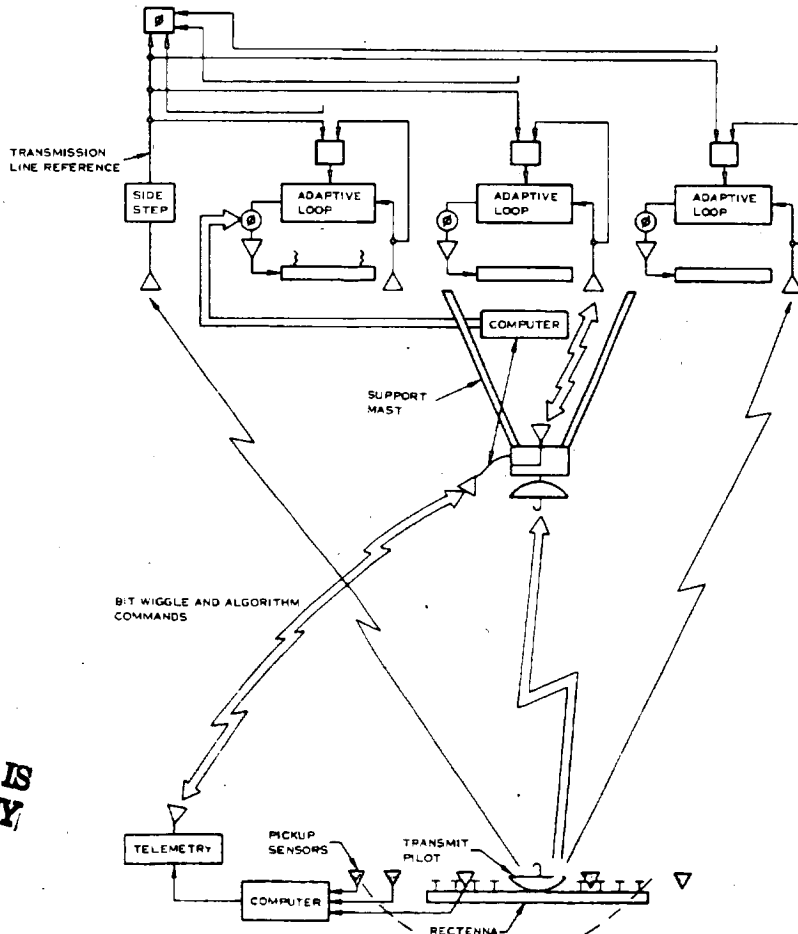 ø
TRANSMISSION
LINE REFERENCE
SIDE
STEP
ADAPTIVE
LOOP
ADAPTIVE
LOOP
ADAPTIVE
LOOP
ø
ø
ø
COMPUTER
SUPPORT
MAST
BIT WIGGLE AND ALGORITHM
COMMANDS
IS
Y
TELEMETRY
PICKUP
SENSORS
TRANSMIT
PILOT
COMPUTER
RECTENNA